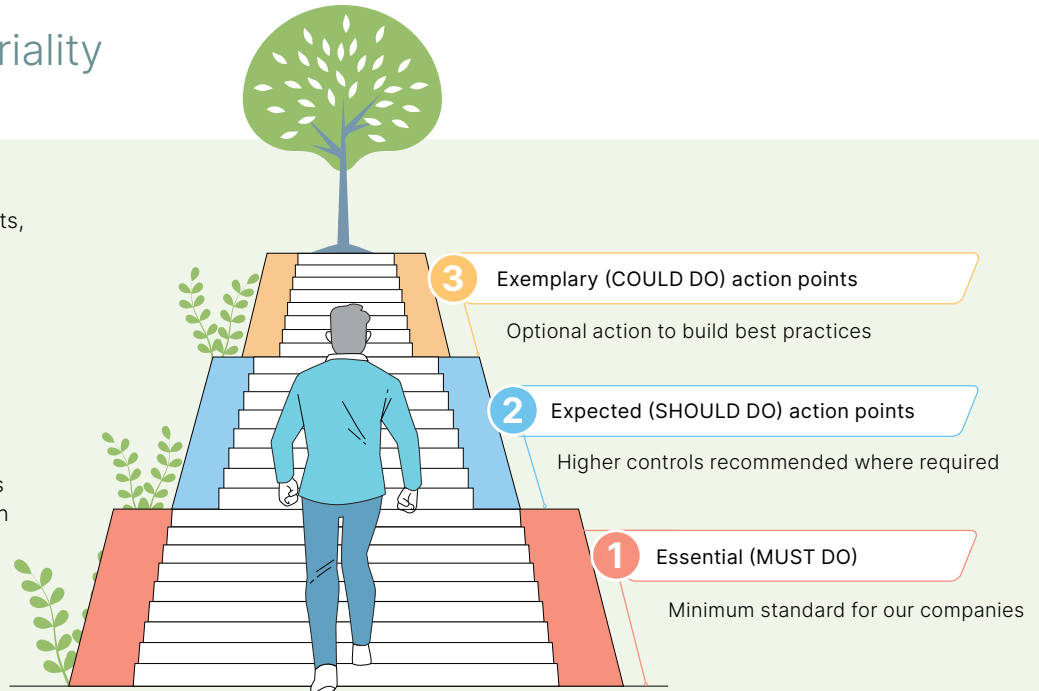 riality
ts,
s
n
3
Exemplary (COULD DO) action points
Optional action to build best practices
2
Expected (SHOULD DO) action points
Higher controls recommended where required
1
Essential (MUST DO)
Minimum standard for our companies